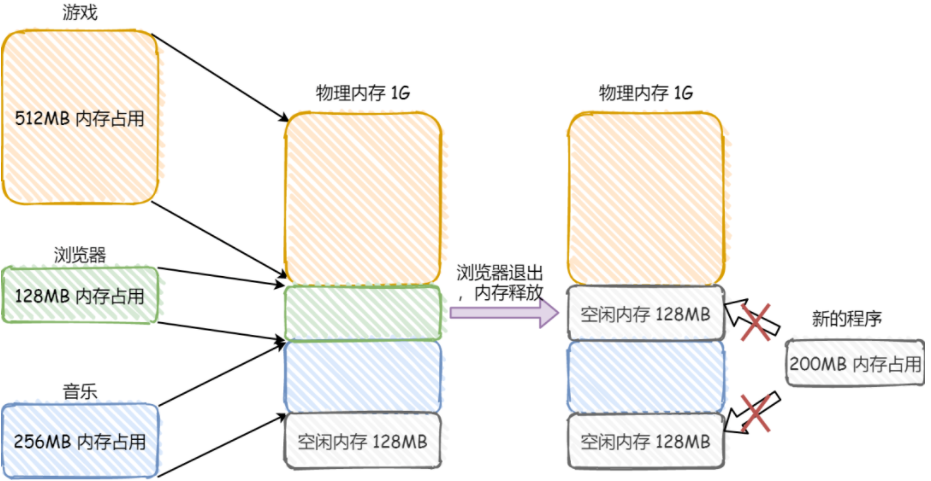 游戏
512MB 内存占用
浏览器
128MB 内存占用
音乐
256MB 内存占用
物理内存 1G
空闲内存 128MB
浏览器退出
，内存释放
物理内存 1G
空闲内存 128MB
空闲内存 128MB
新的程序
200MB 内存占用